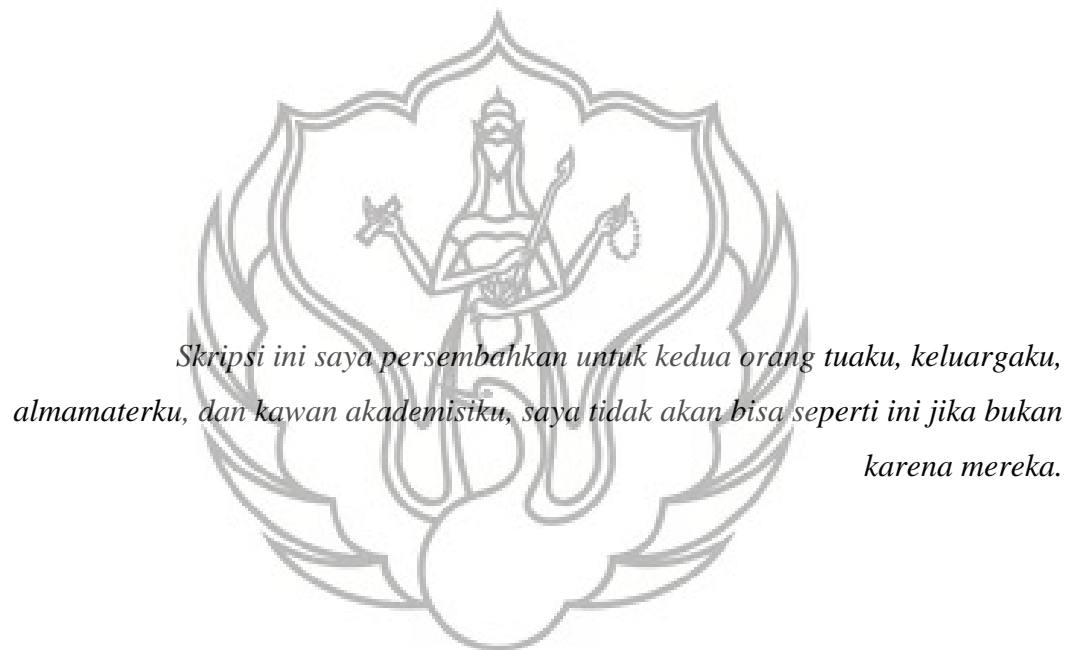 Skripsi ini saya persembahkan untuk kedua orang tuaku, keluargaku,
almamaterku, dan kawan akademisiku, saya tidak akan bisa seperti ini jika bukan
karena mereka.